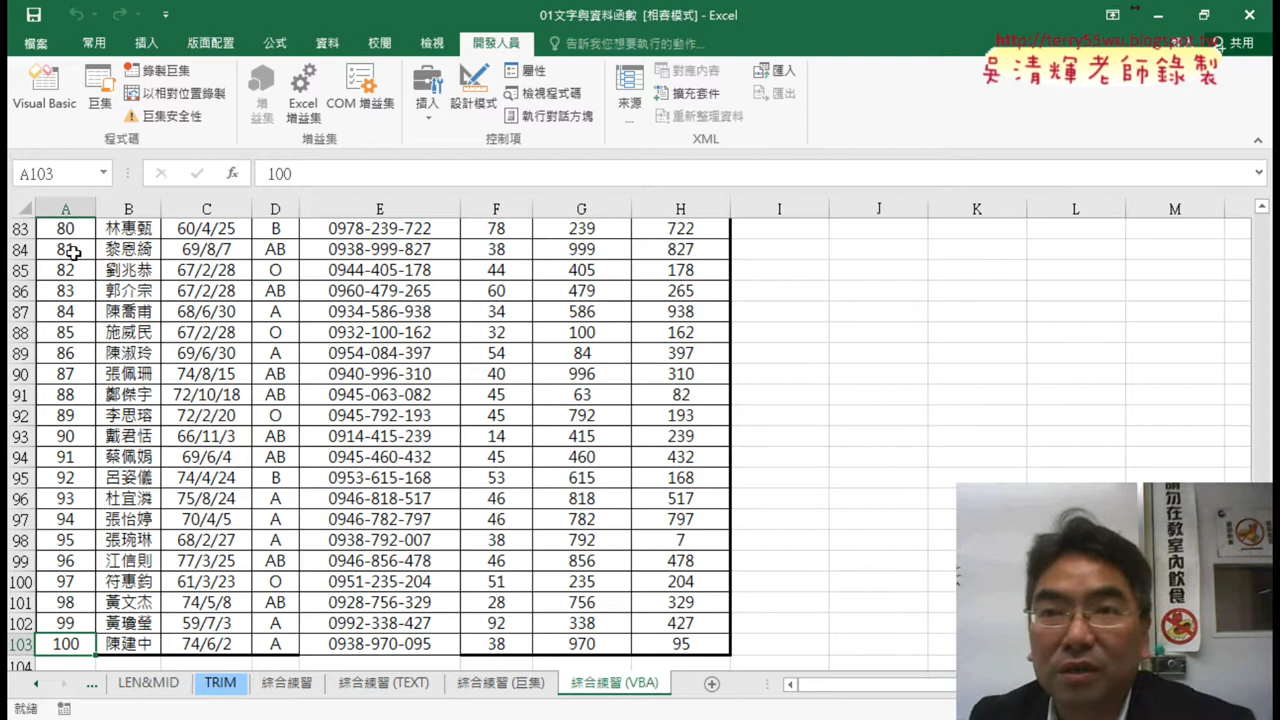 01文字與資料函數 [相容模式] - Excel
檔案 常用 插入 版面配置 公式 資料 校閱 檢視 開發人員 告訴我您想要執行的動作... 共用
http://terry55wu.blogspot.tw
吳清輝老師錄製
Visual Basic 巨集 錄製巨集 以相對位置錄製 巨集安全性
增益集 Excel 增益集 COM 增益集
插入 設計模式 屬性 檢視程式碼 執行對話方塊
來源... 對應內容 擴充套件 重新整理資料 匯入 匯出
程式碼 增益集 控制項 XML
A103 fx 100
A B C D E F G H I J K L M
83 80 林惠甄 60/4/25 B 0978-239-722 78 239 722
84 81 黎恩綺 69/8/7 AB 0938-999-827 38 999 827
85 82 劉兆恭 67/2/28 O 0944-405-178 44 405 178
86 83 郭介宗 67/2/28 AB 0960-479-265 60 479 265
87 84 陳喬甫 68/6/30 A 0934-586-938 34 586 938
88 85 施威民 67/2/28 O 0932-100-162 32 100 162
89 86 陳淑玲 69/6/30 A 0954-084-397 54 84 397
90 87 張佩珊 74/8/15 AB 0940-996-310 40 996 310
91 88 鄭傑宇 72/10/18 AB 0945-063-082 45 63 82
92 89 李思瑢 72/2/20 O 0945-792-193 45 792 193
93 90 戴君恬 66/11/3 AB 0914-415-239 14 415 239
94 91 蔡佩娟 69/6/4 AB 0945-460-432 45 460 432
95 92 呂姿儀 74/4/24 B 0953-615-168 53 615 168
96 93 杜宜潾 75/8/24 A 0946-818-517 46 818 517
97 94 張怡婷 70/4/5 A 0946-782-797 46 782 797
98 95 張琬琳 68/2/27 A 0938-792-007 38 792 7
99 96 江信則 77/3/25 AB 0946-856-478 46 856 478
100 97 符惠鈞 61/3/23 O 0951-235-204 51 235 204
101 98 黃文杰 74/5/8 AB 0928-756-329 28 756 329
102 99 黃瓊瑩 59/7/3 A 0992-338-427 92 338 427
103 100 陳建中 74/6/2 A 0938-970-095 38 970 95
104
請勿在教室內飲食
... LEN&MID TRIM 綜合練習 綜合練習 (TEXT) 綜合練習 (巨集) 綜合練習 (VBA)
就緒